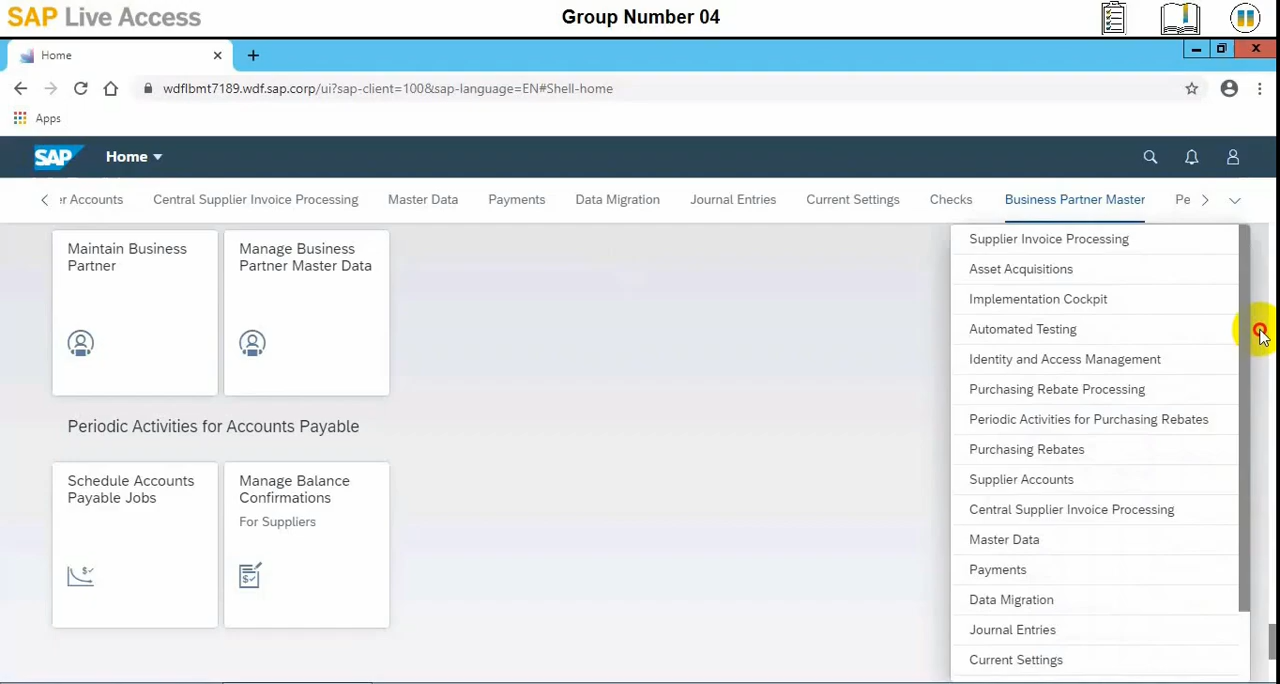 SAP Live Access
Group Number 04
Home
wdflbmt7189.wdf.sap.corp/ui?sap-client=100&sap-language=EN#Shell-home
Apps
SAP
Home
er Accounts
Central Supplier Invoice Processing
Master Data
Payments
Data Migration
Journal Entries
Current Settings
Checks
Business Partner Master
Pe
Maintain Business
Partner
Manage Business
Partner Master Data
Periodic Activities for Accounts Payable
Schedule Accounts
Payable Jobs
Manage Balance
Confirmations
For Suppliers
Supplier Invoice Processing
Asset Acquisitions
Implementation Cockpit
Automated Testing
Identity and Access Management
Purchasing Rebate Processing
Periodic Activities for Purchasing Rebates
Purchasing Rebates
Supplier Accounts
Central Supplier Invoice Processing
Master Data
Payments
Data Migration
Journal Entries
Current Settings